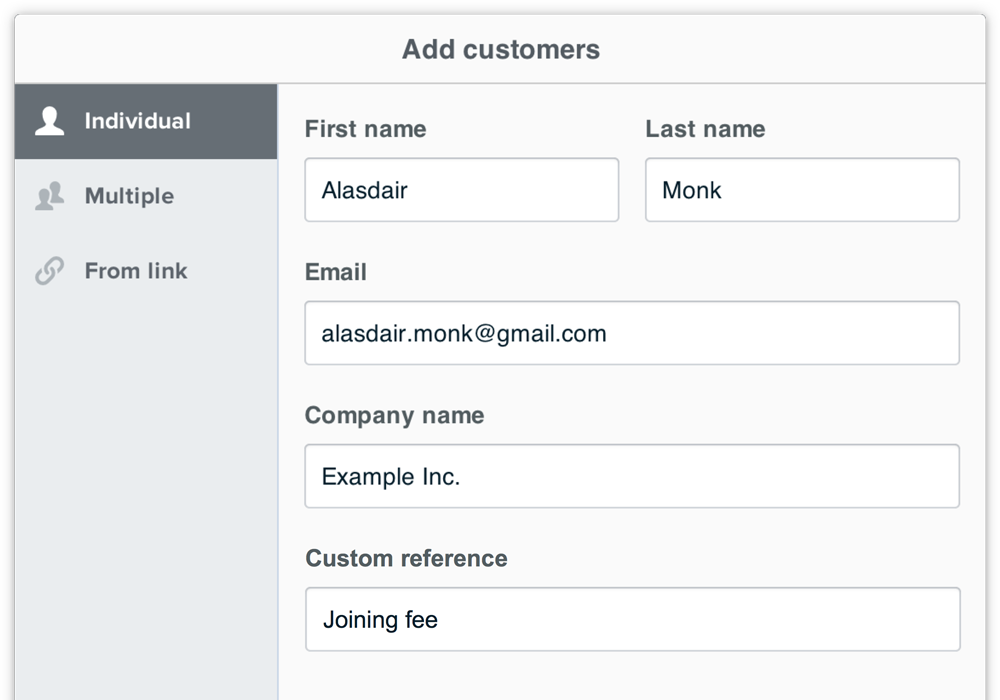 Add customers
Individual
Multiple
From link
First name
Last name
Alasdair
Monk
Email
alasdair.monk@gmail.com
Company name
Example Inc.
Custom reference
Joining fee